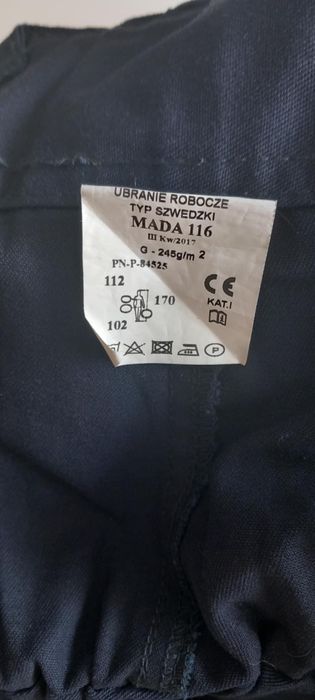 UBRANIE ROBOCZE
TYP SZWEDZKI
MADA 116
III Kw/2017
G - 245g/m 2
PN-P-84525
112
170
102
CE
KAT.I
P